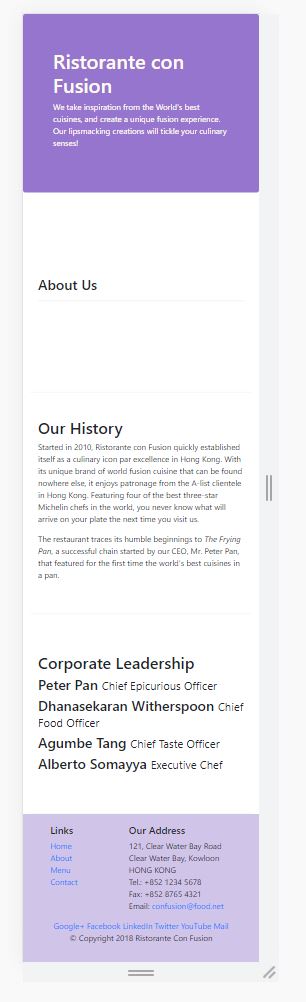 Ristorante con
Fusion
We take inspiration from the World's best
cuisines, and create a unique fusion experience.
Our lipsmacking creations will tickle your culinary
senses!
About Us
Our History
Started in 2010, Ristorante con Fusion quickly established
itself as a culinary icon par excellence in Hong Kong. With
its unique brand of world fusion cuisine that can be found
nowhere else, it enjoys patronage from the A-list clientele
in Hong Kong. Featuring four of the best three-star
Michelin chefs in the world, you never know what will
arrive on your plate the next time you visit us.
The restaurant traces its humble beginnings to The Frying
Pan, a successful chain started by our CEO, Mr. Peter Pan,
that featured for the first time the world's best cuisines in
a pan.
Corporate Leadership
Peter Pan Chief Epicurious Officer
Dhanasekaran Witherspoon Chief
Food Officer
Agumbe Tang Chief Taste Officer
Alberto Somayya Executive Chef
Links
Home
About
Menu
Contact
Our Address
121, Clear Water Bay Road
Clear Water Bay, Kowloon
HONG KONG
Tel.: +852 1234 5678
Fax: +852 8765 4321
Email: confusion@food.net
Google+ Facebook LinkedIn Twitter YouTube Mail
© Copyright 2018 Ristorante Con Fusion